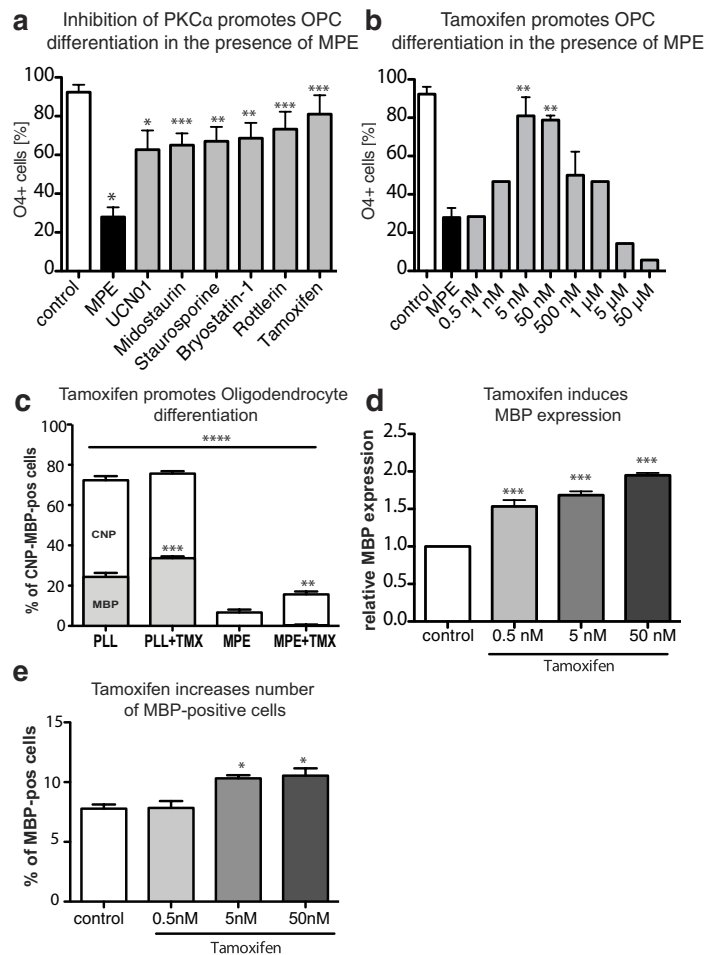 a
Inhibition of PKCα promotes OPC
differentiation in the presence of MPE
O4+ cells [%]
100
80
60
40
20
0
*
*
***
**
**
***
***
control
MPE
UCN01
Midostaurin
Staurosporine
Bryostatin-1
Rottlerin
Tamoxifen
b
Tamoxifen promotes OPC
differentiation in the presence of MPE
O4+ cells [%]
100
80
60
40
20
0
**
**
control
MPE
0.5 nM
1 nM
5 nM
50 nM
500 nM
1 µM
5 µM
50 µM
c
Tamoxifen promotes Oligodendrocyte
differentiation
% of CNP-MBP-pos cells
100
80
60
40
20
0
****
CNP
MBP
***
**
PLL
PLL+TMX
MPE
MPE+TMX
d
Tamoxifen induces
MBP expression
relative MBP expression
2.5
2.0
1.5
1.0
0.5
0.0
***
***
***
control
0.5 nM
5 nM
50 nM
Tamoxifen
e
Tamoxifen increases number
of MBP-positive cells
% of MBP-pos cells
15
10
5
0
*
*
control
0.5nM
5nM
50nM
Tamoxifen